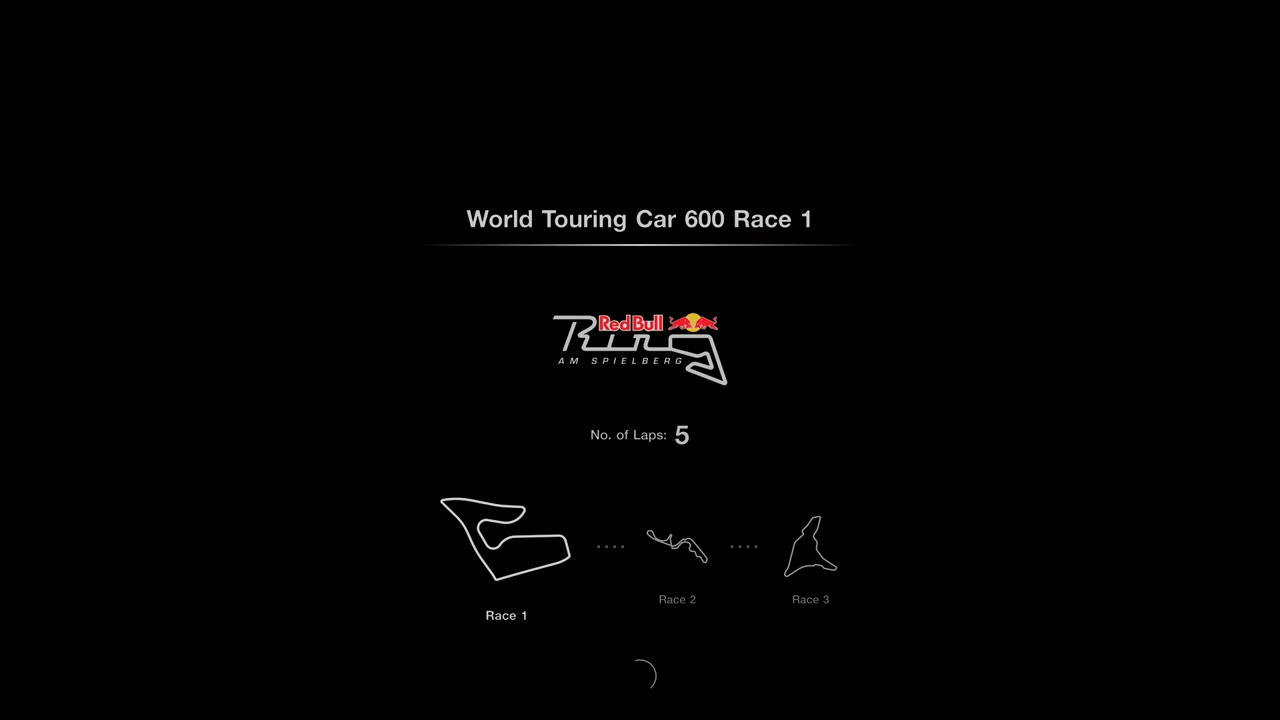 World Touring Car 600 Race 1
Red Bull
Ring
AM SPIELBERG
No. of Laps: 5
Race 1
Race 2
Race 3